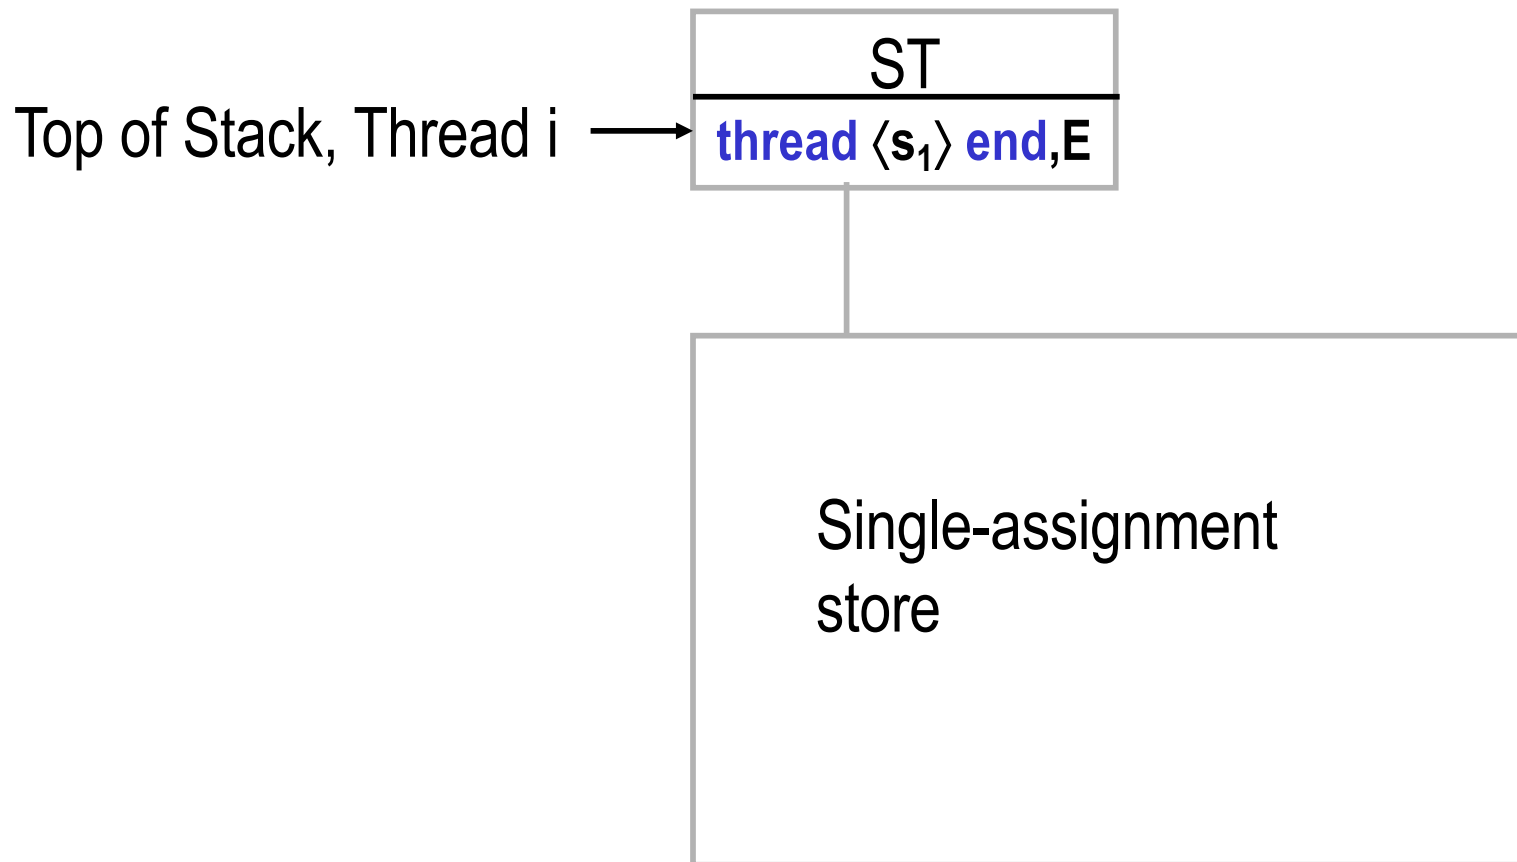 ST
Top of Stack, Thread i
thread ⟨s₁⟩ end,E
Single-assignment
store